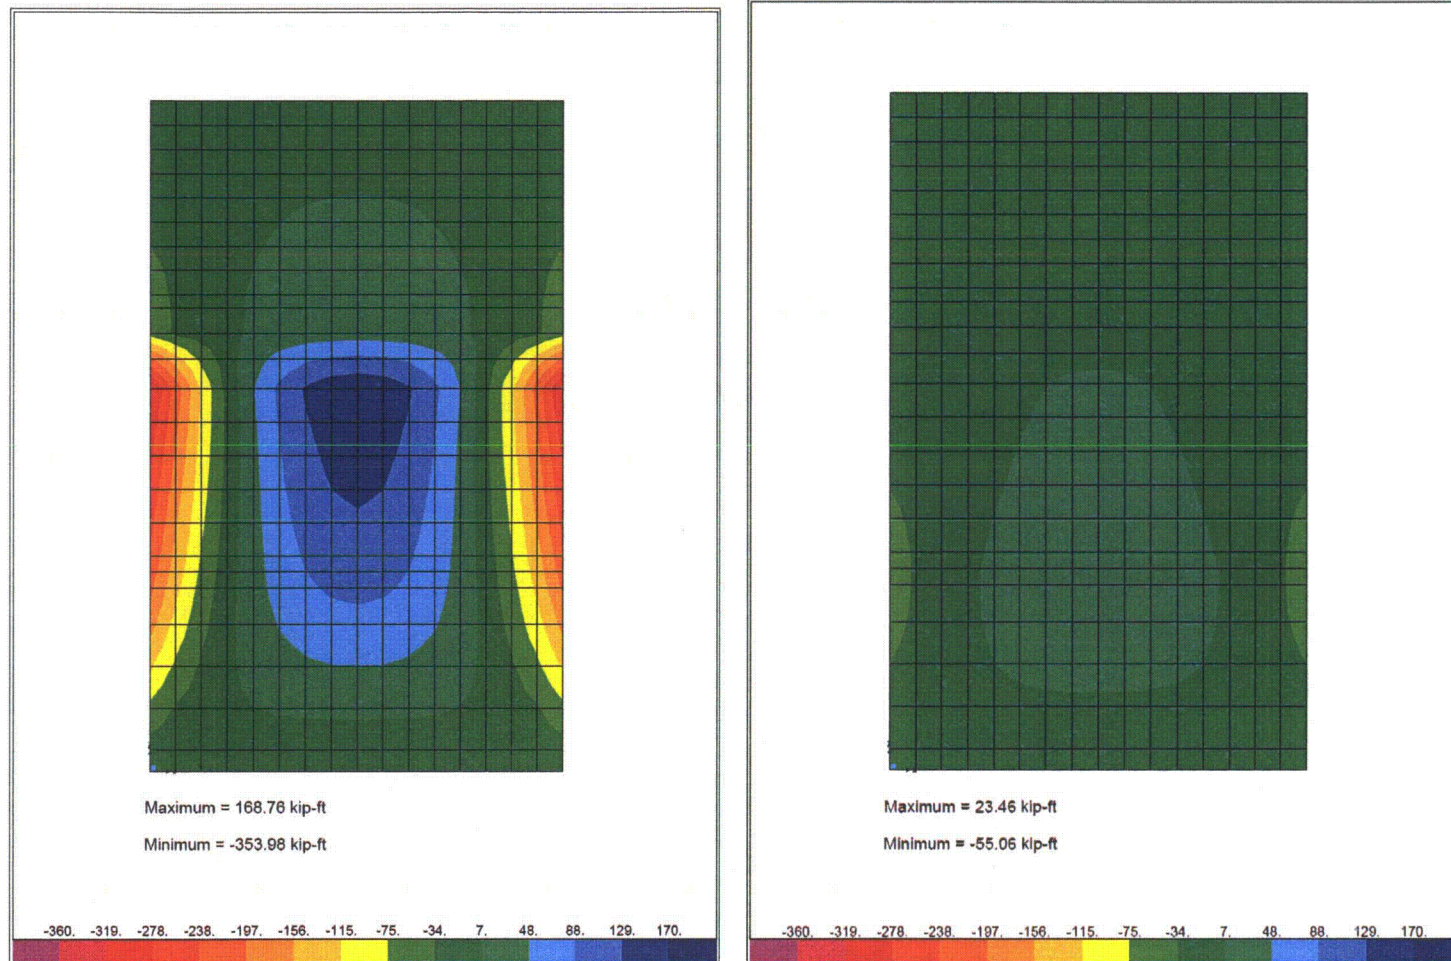 Maximum = 168.76 kip-ft
Minimum = -353.98 kip-ft
-360. -319. -278. -238. -197. -156. -115. -75. -34. 7. 48. 88. 129. 170.
Maximum = 23.46 kip-ft
Minimum = -55.06 kip-ft
-360. -319. -278. -238. -197. -156. -115. -75. -34. 7. 48. 88. 129. 170.